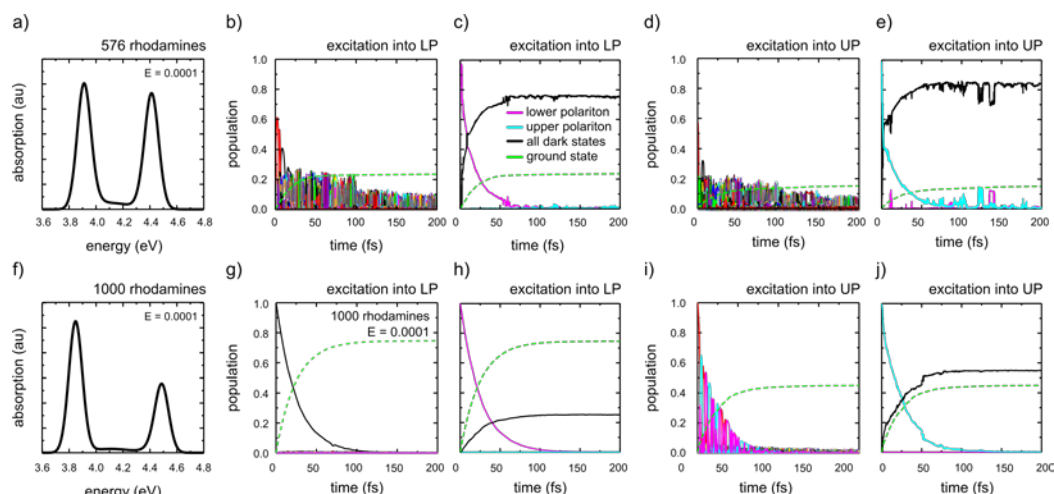 a)
576 rhodamines
E = 0.0001
absorption (au)
3.6 3.8 4.0 4.2 4.4 4.6 4.8
energy (eV)
b)
excitation into LP
population
1.0
0.8
0.6
0.4
0.2
0.0
0 50 100 150 200
time (fs)
c)
excitation into LP
lower polariton
upper polariton
all dark states
ground state
0 50 100 150 200
time (fs)
d)
excitation into UP
population
1.0
0.8
0.6
0.4
0.2
0.0
0 50 100 150 200
time (fs)
e)
excitation into UP
0 50 100 150 200
time (fs)
f)
1000 rhodamines
E = 0.0001
absorption (au)
3.6 3.8 4.0 4.2 4.4 4.6 4.8
energy (eV)
g)
excitation into LP
1000 rhodamines
E = 0.0001
population
1.0
0.8
0.6
0.4
0.2
0.0
0 50 100 150 200
time (fs)
h)
excitation into LP
0 50 100 150 200
time (fs)
i)
excitation into UP
population
1.0
0.8
0.6
0.4
0.2
0.0
0 50 100 150 200
time (fs)
j)
excitation into UP
0 50 100 150 200
time (fs)